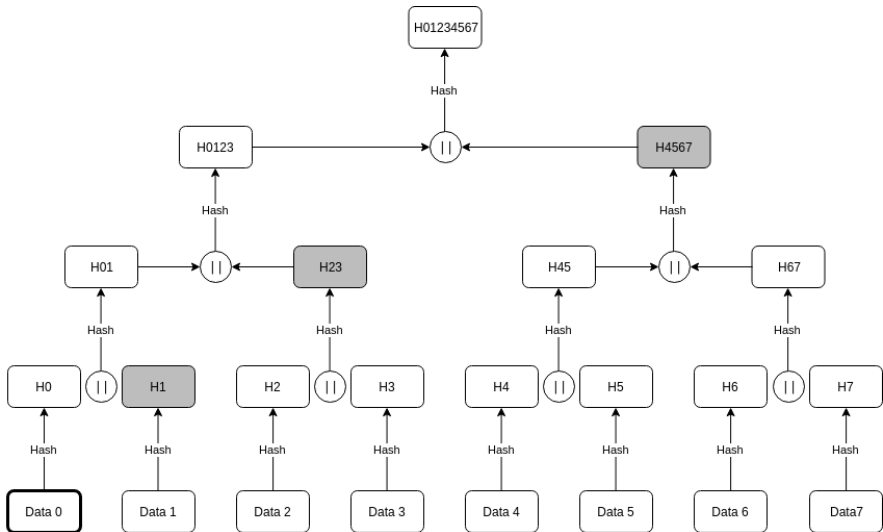 H01234567
Hash
H0123
||
H4567
Hash
Hash
H01
||
H23
H45
||
H67
Hash
Hash
Hash
Hash
H0
||
H1
H2
||
H3
H4
||
H5
H6
||
H7
Hash
Hash
Hash
Hash
Hash
Hash
Hash
Hash
Data 0
Data 1
Data 2
Data 3
Data 4
Data 5
Data 6
Data7